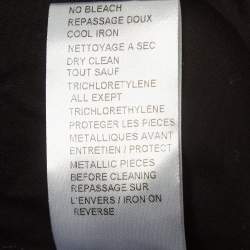 NO BLEACH
REPASSAGE DOUX
COOL IRON
NETTOYAGE A SEC
DRY CLEAN
TOUT SAUF
TRICHLORETYLENE
ALL EXEPT
TRICHLORETHYLENE
PROTEGER LES PIECES
METALLIQUES AVANT
ENTRETIEN / PROTECT
METALLIC PIECES
BEFORE CLEANING
REPASSAGE SUR
L'ENVERS / IRON ON
REVERSE